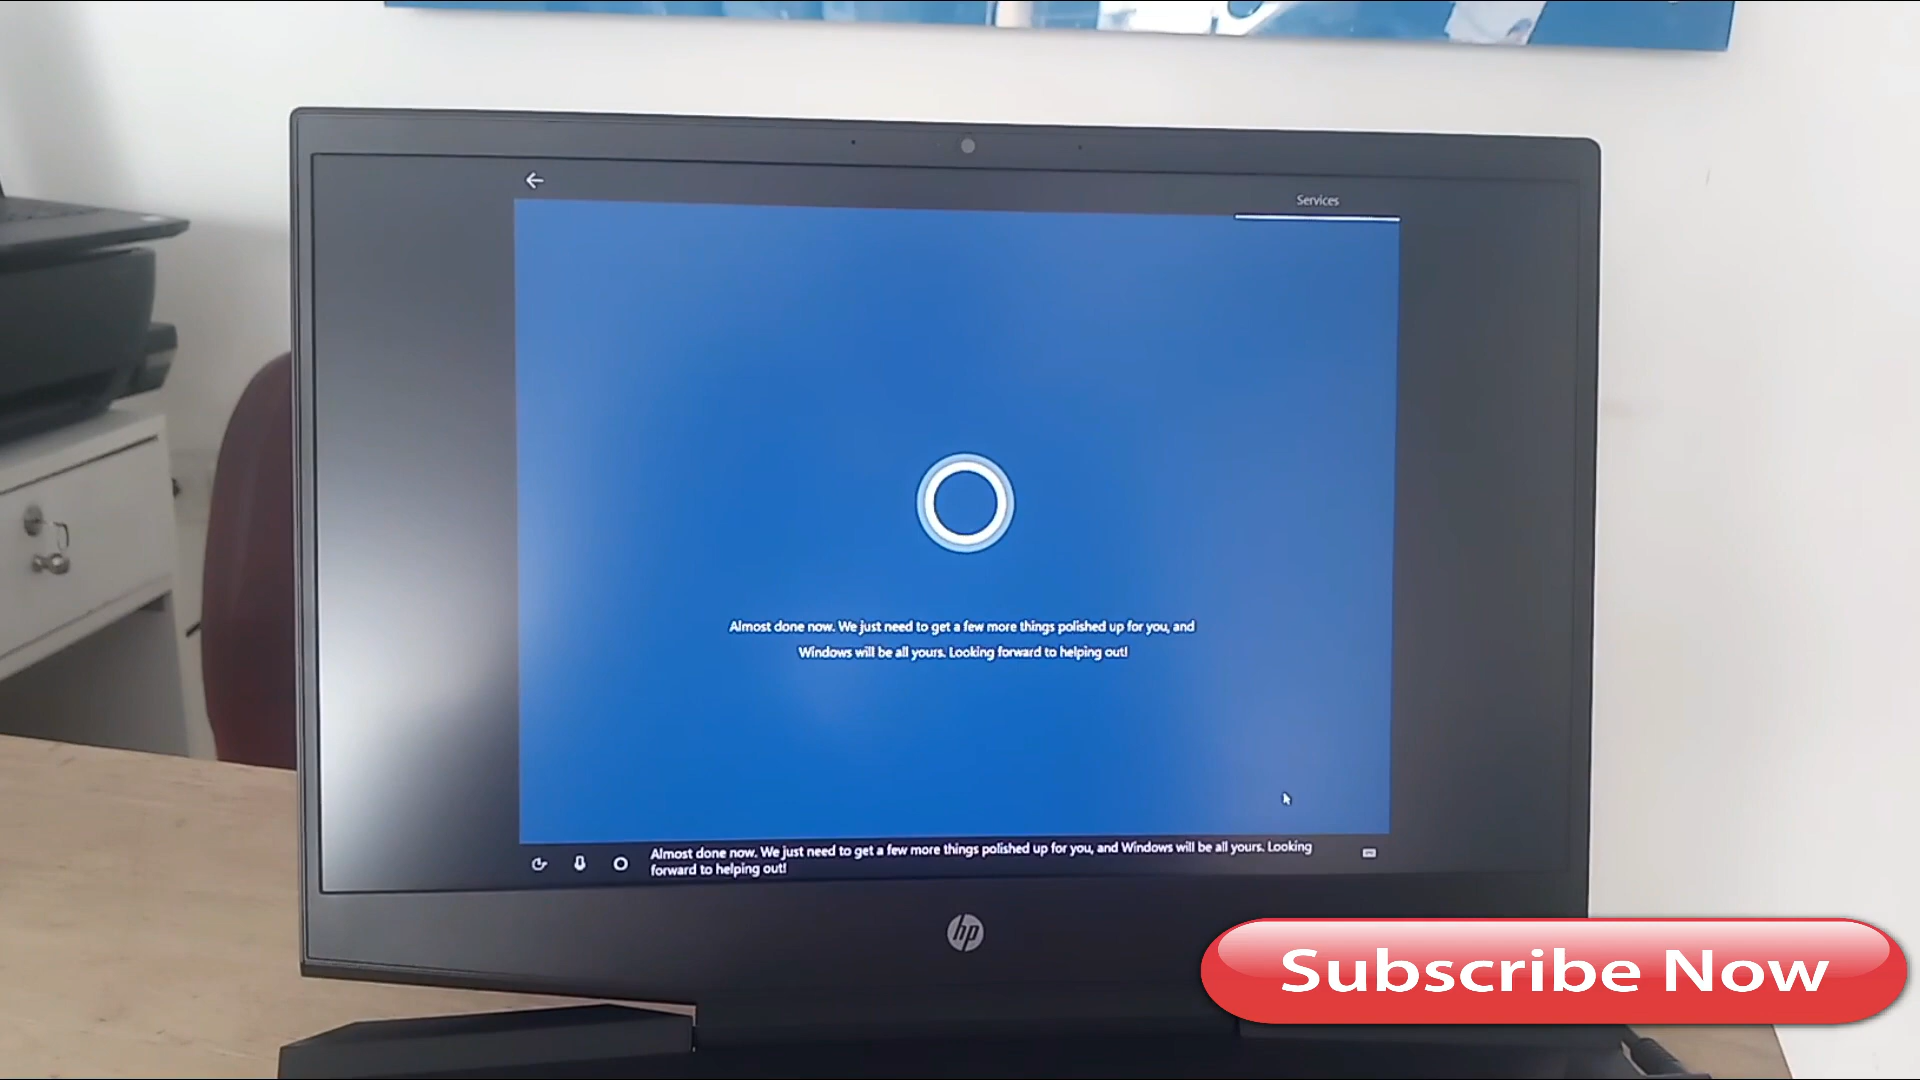 Services
Almost done now. We just need to get a few more things polished up for you, and
Windows will be all yours. Looking forward to helping out!
Almost done now. We just need to get a few more things polished up for you, and Windows will be all yours. Looking
forward to helping out!
hp
Subscribe Now